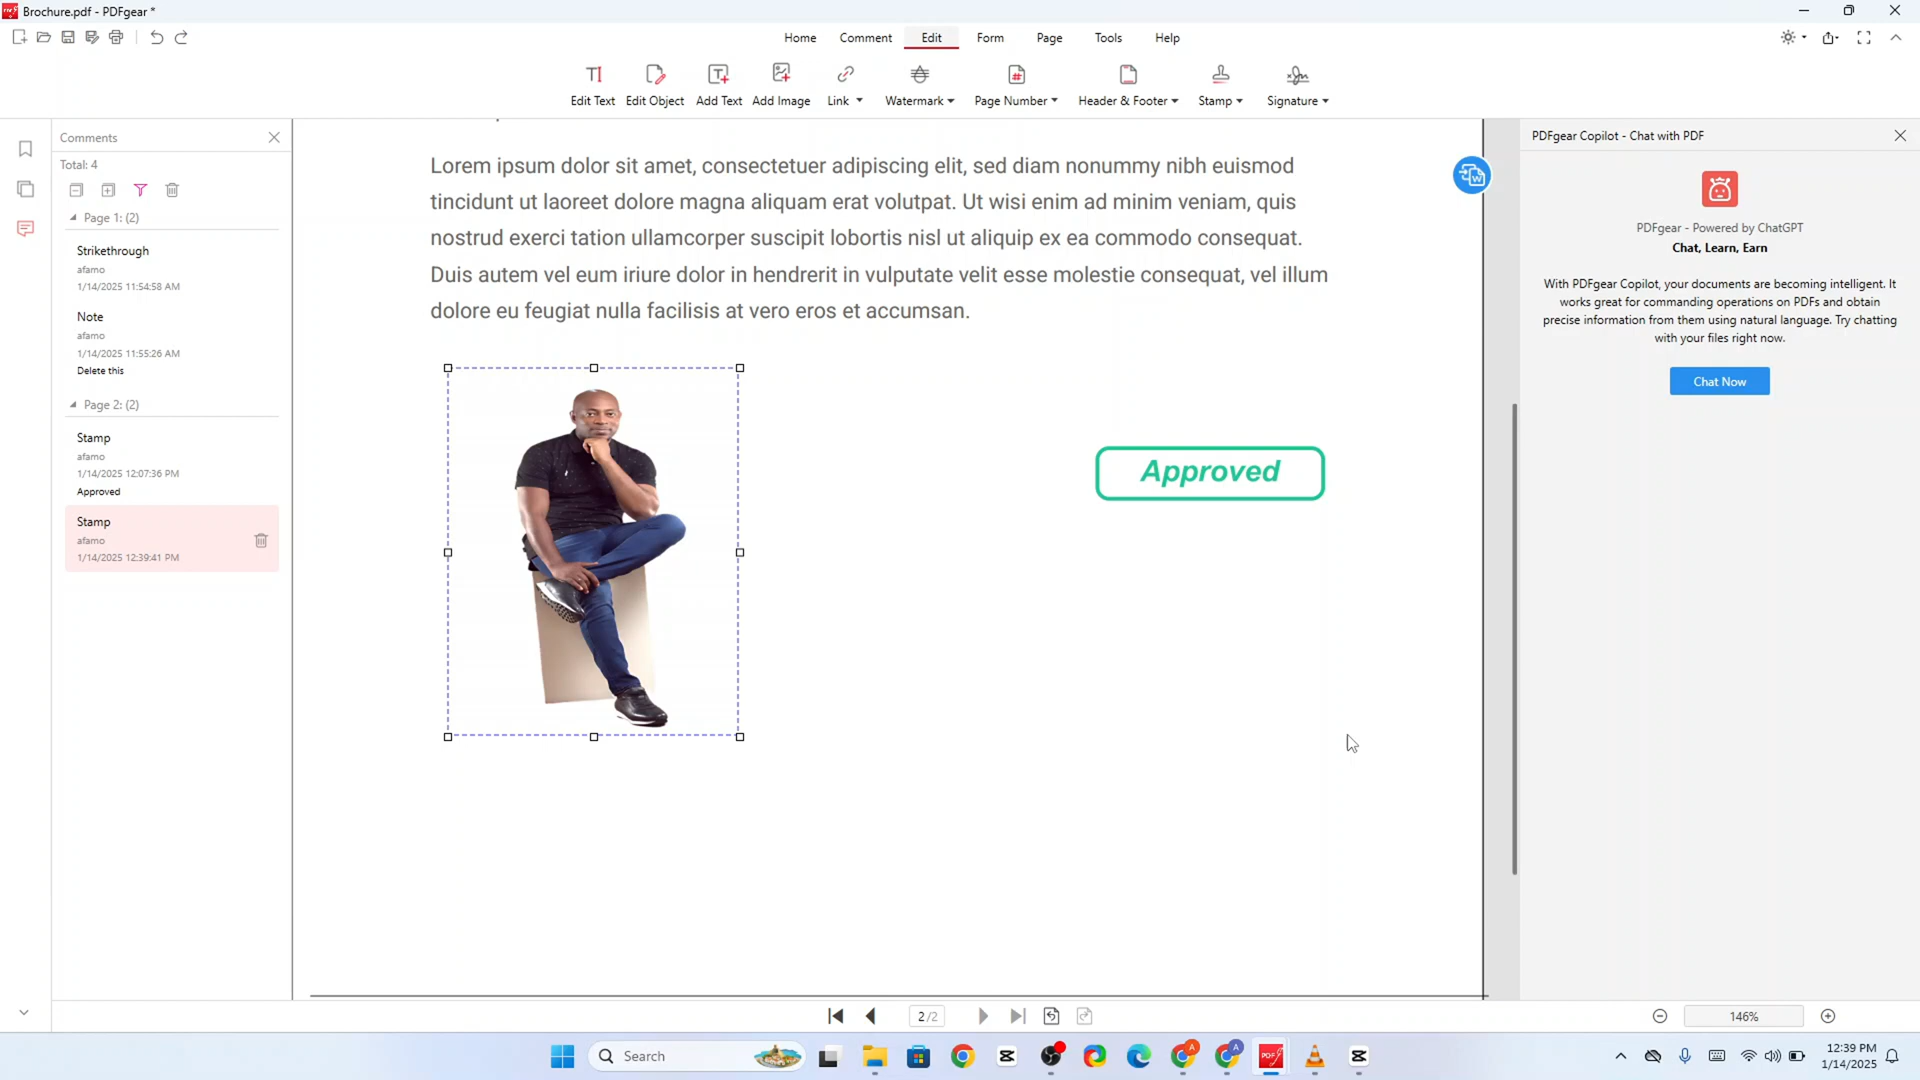 Brochure.pdf - PDFgear *
Home Comment Edit Form Page Tools Help
Edit Text Edit Object Add Text Add Image Link Watermark Page Number Header & Footer Stamp Signature
Comments
Total: 4
Page 1: (2)
Strikethrough
afamo
1/14/2025 11:54:58 AM
Note
afamo
1/14/2025 11:55:26 AM
Delete this
Page 2: (2)
Stamp
afamo
1/14/2025 12:07:36 PM
Approved
Stamp
afamo
1/14/2025 12:39:41 PM
Lorem ipsum dolor sit amet, consectetuer adipiscing elit, sed diam nonummy nibh euismod
tincidunt ut laoreet dolore magna aliquam erat volutpat. Ut wisi enim ad minim veniam, quis
nostrud exerci tation ullamcorper suscipit lobortis nisl ut aliquip ex ea commodo consequat.
Duis autem vel eum iriure dolor in hendrerit in vulputate velit esse molestie consequat, vel illum
dolore eu feugiat nulla facilisis at vero eros et accumsan.
Approved
PDFgear Copilot - Chat with PDF
PDFgear - Powered by ChatGPT
Chat, Learn, Earn
With PDFgear Copilot, your documents are becoming intelligent. It
works great for commanding operations on PDFs and obtain
precise information from them using natural language. Try chatting
with your files right now.
Chat Now
2/2
146%
Search
12:39 PM
1/14/2025